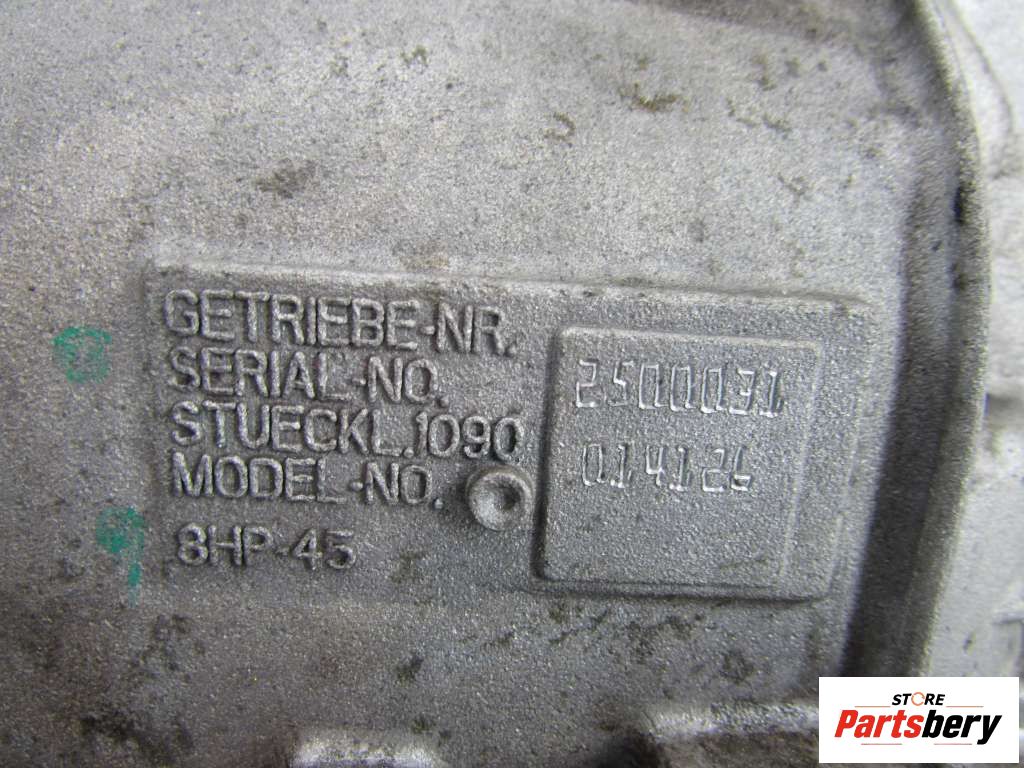 GETRIEBE-NR.
SERIAL-NO.
STUECKL.1090
MODEL-NO.
8HP-45
2500031
014126
STORE
Partsbery